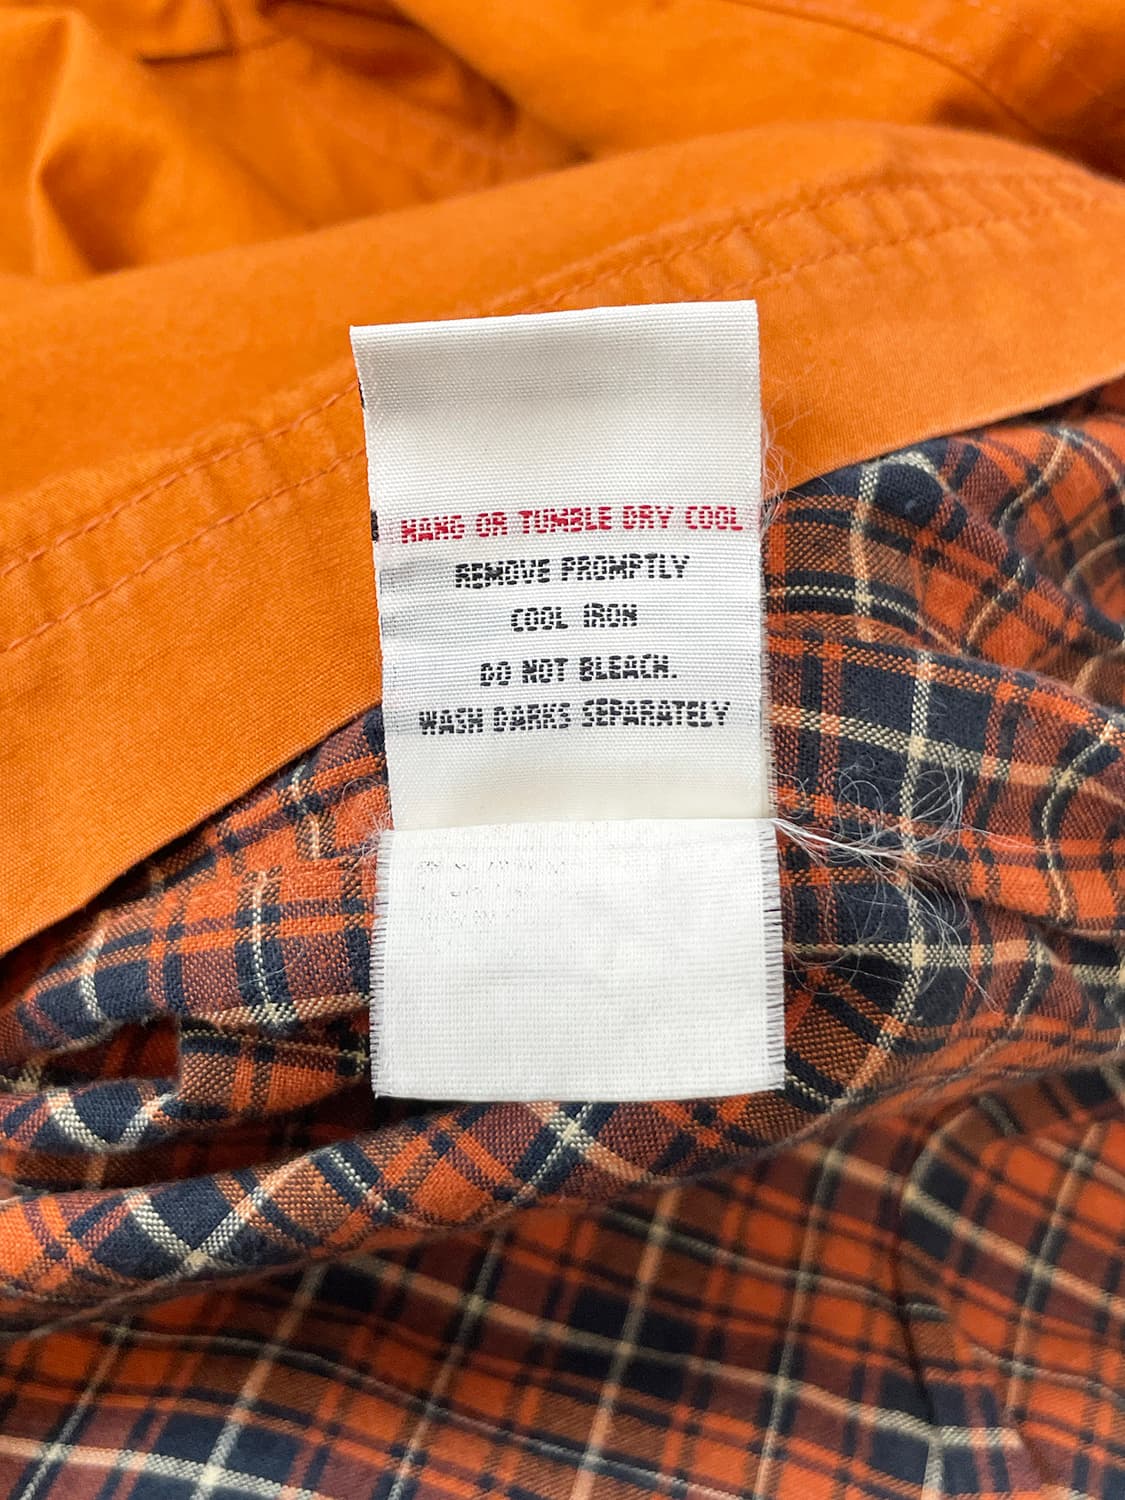 HANG OR TUMBLE DRY COOL
REMOVE PROMPTLY
COOL IRON
DO NOT BLEACH.
WASH DARKS SEPARATELY